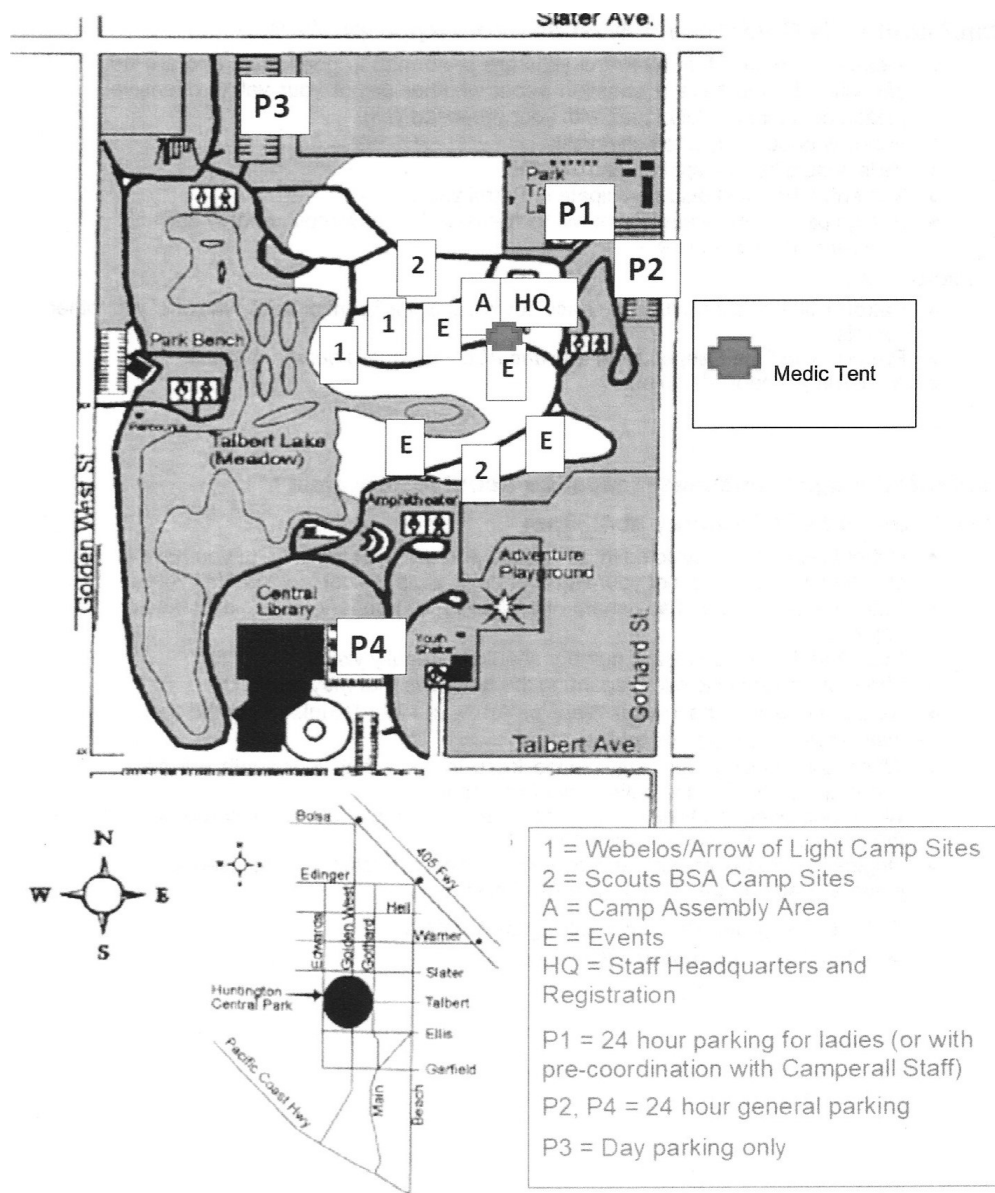 Slater Ave.
P3
Park
P1
P2
2
A
HQ
1
E
1
E
Park Bench
Medic Tent
Talbert Lake
(Meadow)
E
E
2
Golden West St
Amphitheater
Adventure
Playground
Central
Library
P4
Youth
Shelter
Gothard St.
Talbert Ave.
N
W E
S
Bolsa
405 Fwy
Edinger
Heil
Edwards
Golden West
Gothard
Warner
Slater
Huntington
Central Park
Talbert
Ellis
Garfield
Pacific Coast Hwy
Main
Beach
1 = Webelos/Arrow of Light Camp Sites
2 = Scouts BSA Camp Sites
A = Camp Assembly Area
E = Events
HQ = Staff Headquarters and
Registration
P1 = 24 hour parking for ladies (or with
pre-coordination with Camperall Staff)
P2, P4 = 24 hour general parking
P3 = Day parking only